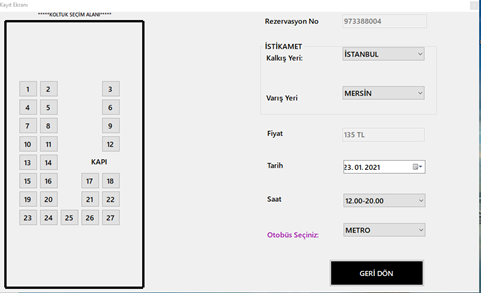 Kayıt Ekranı
*****KOLTUK SEÇİM ALANI*****
1 2 3
4 5 6
7 8 9
10 11 12
13 14 KAPI
15 16 17 18
19 20 21 22
23 24 25 26 27
Rezervasyon No 973388004
İSTİKAMET
Kalkış Yeri: İSTANBUL
Varış Yeri MERSİN
Fiyat 135 TL
Tarih 23. 01. 2021
Saat 12.00-20.00
Otobüs Seçiniz: METRO
GERİ DÖN